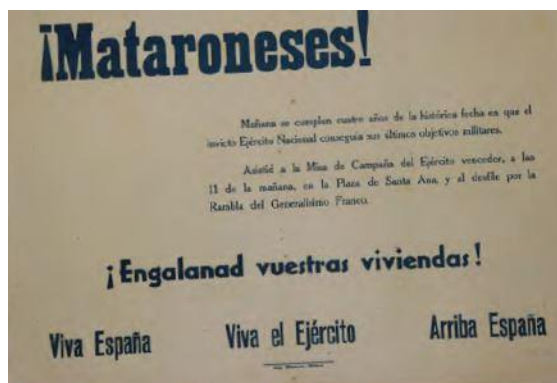 ¡Mataroneses!
Mañana se cumplen cuatro años de la histórica fecha en que el
invicto Ejército Nacional conseguía sus últimos objetivos militares.
Asistid a la Misa de Campaña del Ejército vencedor, a las
11 de la mañana, en la Plaza de Santa Ana, y al desfile por la
Rambla del Generalísimo Franco.
¡Engalanad vuestras viviendas!
Viva España Viva el Ejército Arriba España